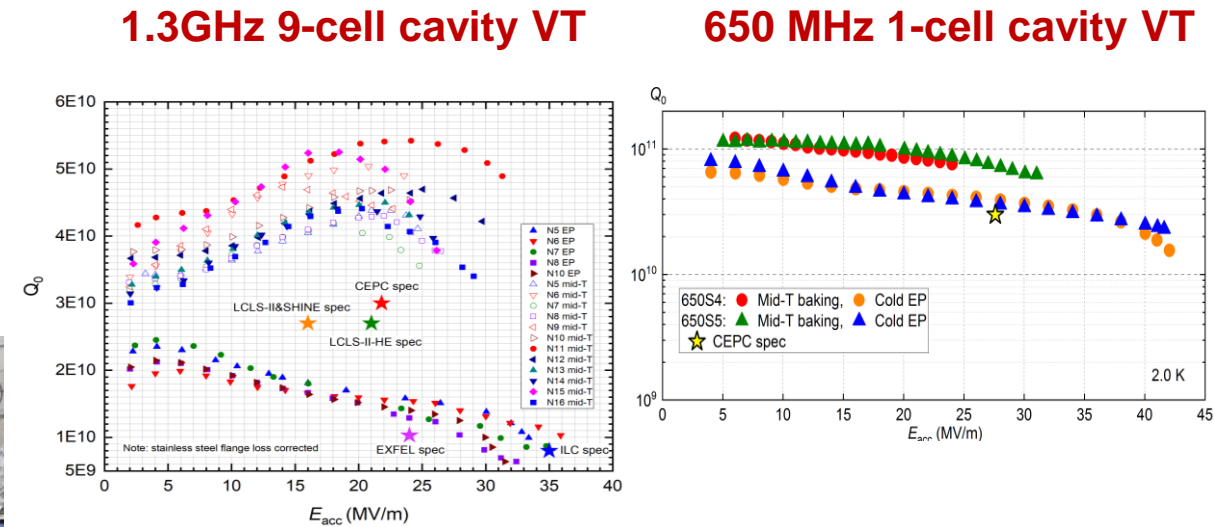 1.3GHz 9-cell cavity VT
650 MHz 1-cell cavity VT
6E10
5E10
4E10
3E10
2E10
1E10
5E9
Q0
N5 EP
N6 EP
N7 EP
N8 EP
N10 EP
N5 mid-T
N6 mid-T
N7 mid-T
N8 mid-T
N9 mid-T
N10 mid-T
N11 mid-T
N12 mid-T
N13 mid-T
N14 mid-T
N15 mid-T
N16 mid-T
CEPC spec
LCLS-II&SHINE spec
LCLS-II-HE spec
EXFEL spec
ILC spec
Note: stainless steel flange loss corrected
0 5 10 15 20 25 30 35 40
Eacc (MV/m)
Q0
10^11
10^10
10^9
650S4: Mid-T baking, Cold EP
650S5: Mid-T baking, Cold EP
CEPC spec
2.0 K
0 5 10 15 20 25 30 35 40 45
Eacc (MV/m)